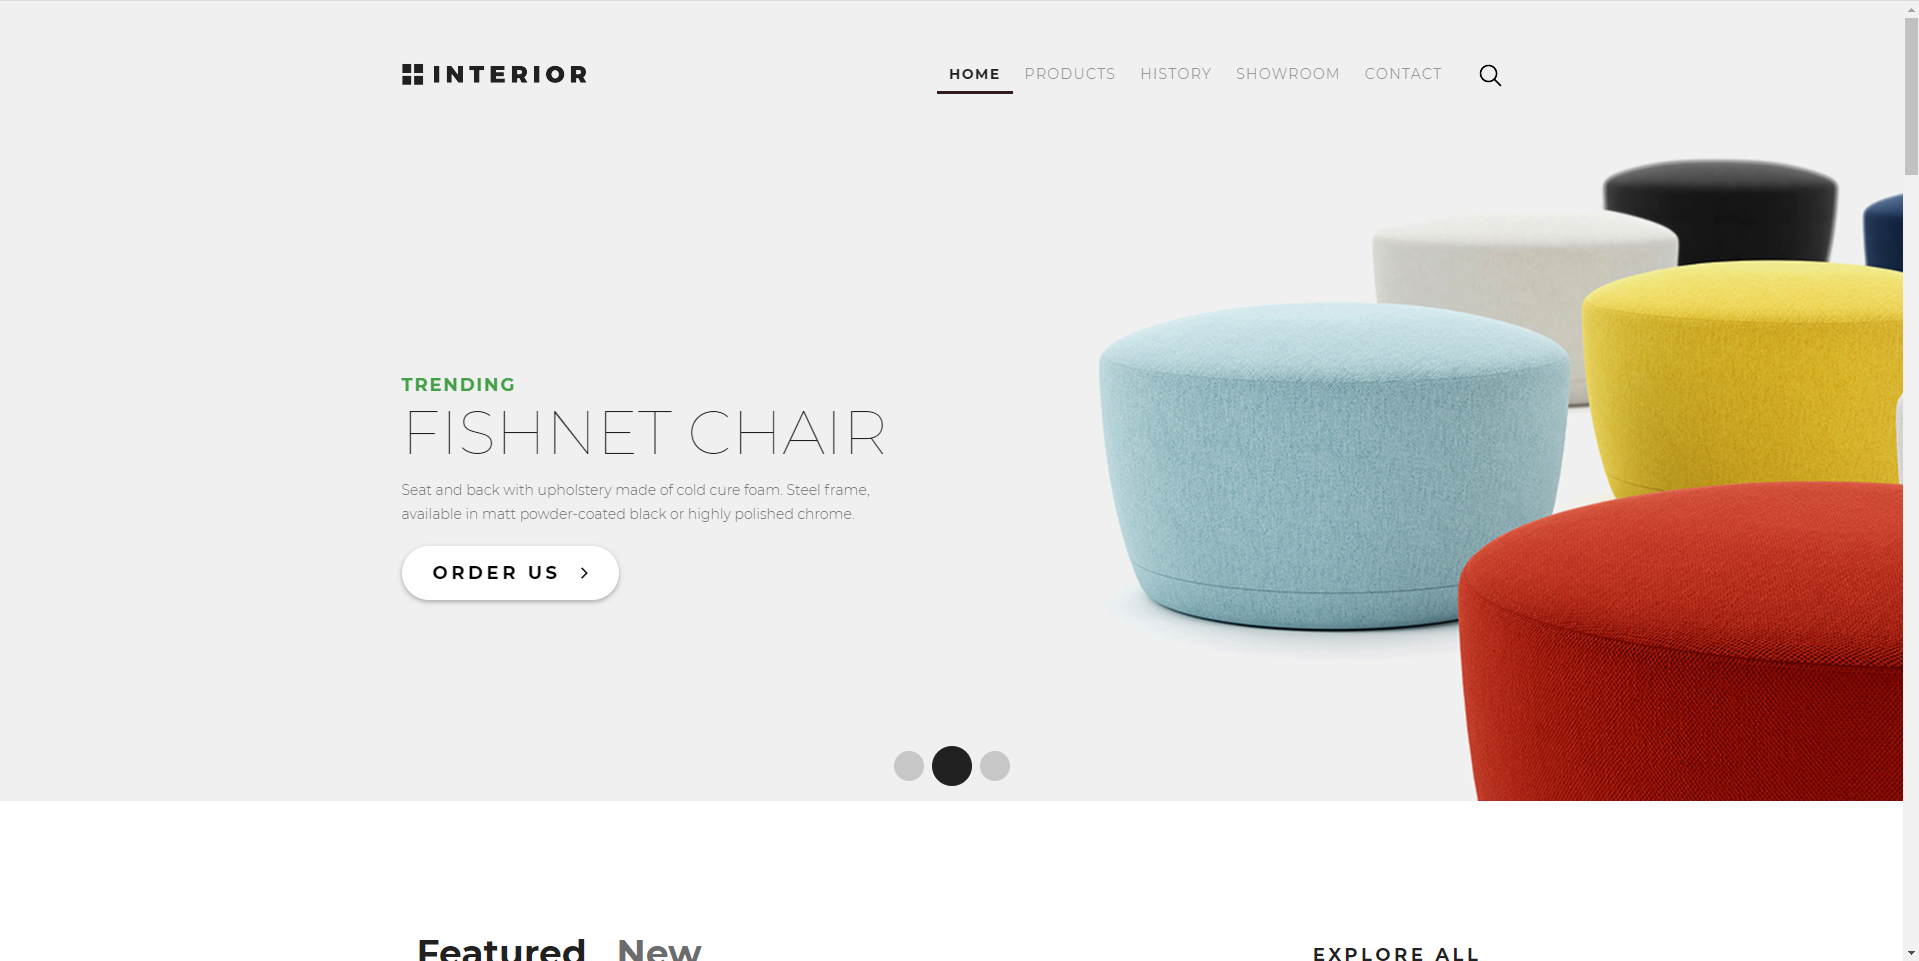 INTERIOR
HOME PRODUCTS HISTORY SHOWROOM CONTACT
TRENDING
FISHNET CHAIR
Seat and back with upholstery made of cold cure foam. Steel frame,
available in matt powder-coated black or highly polished chrome.
ORDER US
Featured New
EXPLORE ALL